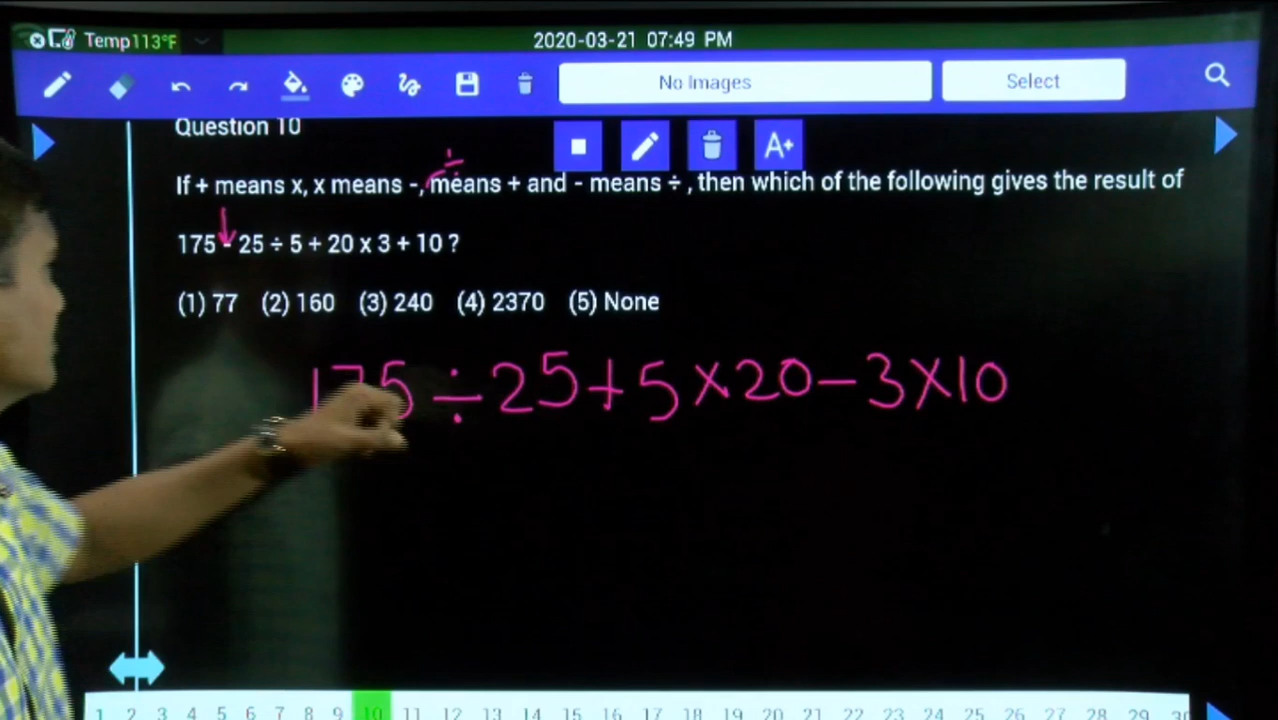 Temp113°F 2020-03-21 07:49 PM
No Images Select
A+
Question 10
÷
If + means x, x means -, means + and - means ÷ , then which of the following gives the result of
175 - 25 ÷ 5 + 20 x 3 + 10 ?
(1) 77 (2) 160 (3) 240 (4) 2370 (5) None
175 ÷ 25 + 5 × 20 - 3 × 10
1 2 3 4 5 6 7 8 9 10 11 12 13 14 15 16 17 18 19 20 21 22 23 24 25 26 27 28 29 30